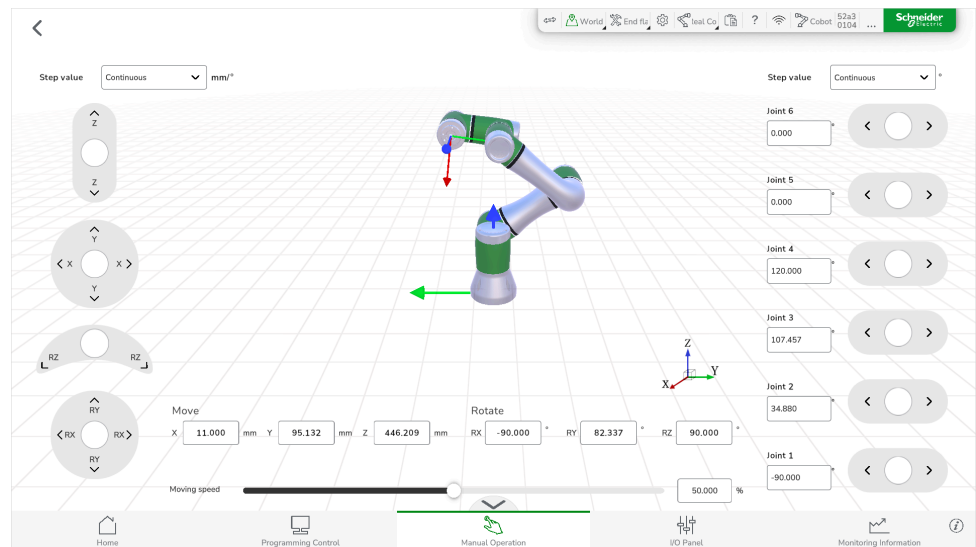 World
End fla
leal Co
?
Cobot
52a3
0104
...
Schneider
Electric
Step value
Continuous
mm/°
Step value
Continuous
°
Z
Z
Y
X
X
Y
RZ
RZ
RY
RX
RX
RY
Joint 6
0.000
°
Joint 5
0.000
°
Joint 4
120.000
°
Joint 3
107.457
°
Joint 2
34.880
°
Joint 1
-90.000
°
Z
Y
X
Move
X 11.000 mm Y 95.132 mm Z 446.209 mm
Rotate
RX -90.000 ° RY 82.337 ° RZ 90.000 °
Moving speed
50.000 %
Home
Programming Control
Manual Operation
I/O Panel
Monitoring Information
i